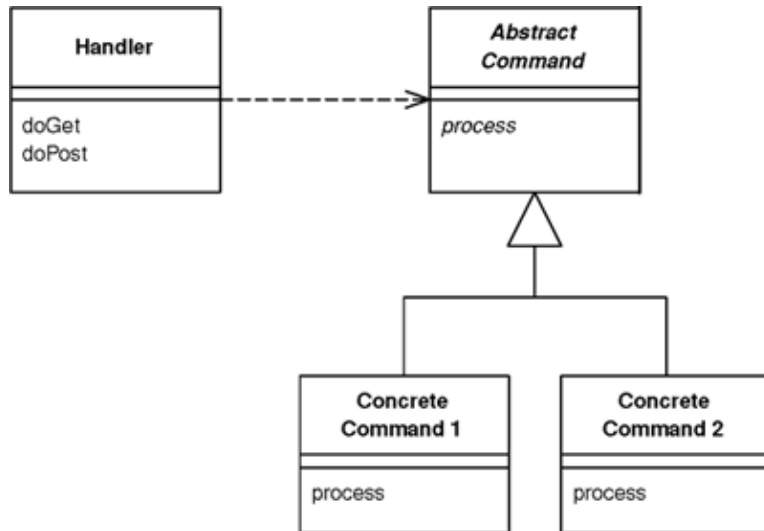 Handler
doGet
doPost
Abstract
Command
process
Concrete
Command 1
process
Concrete
Command 2
process